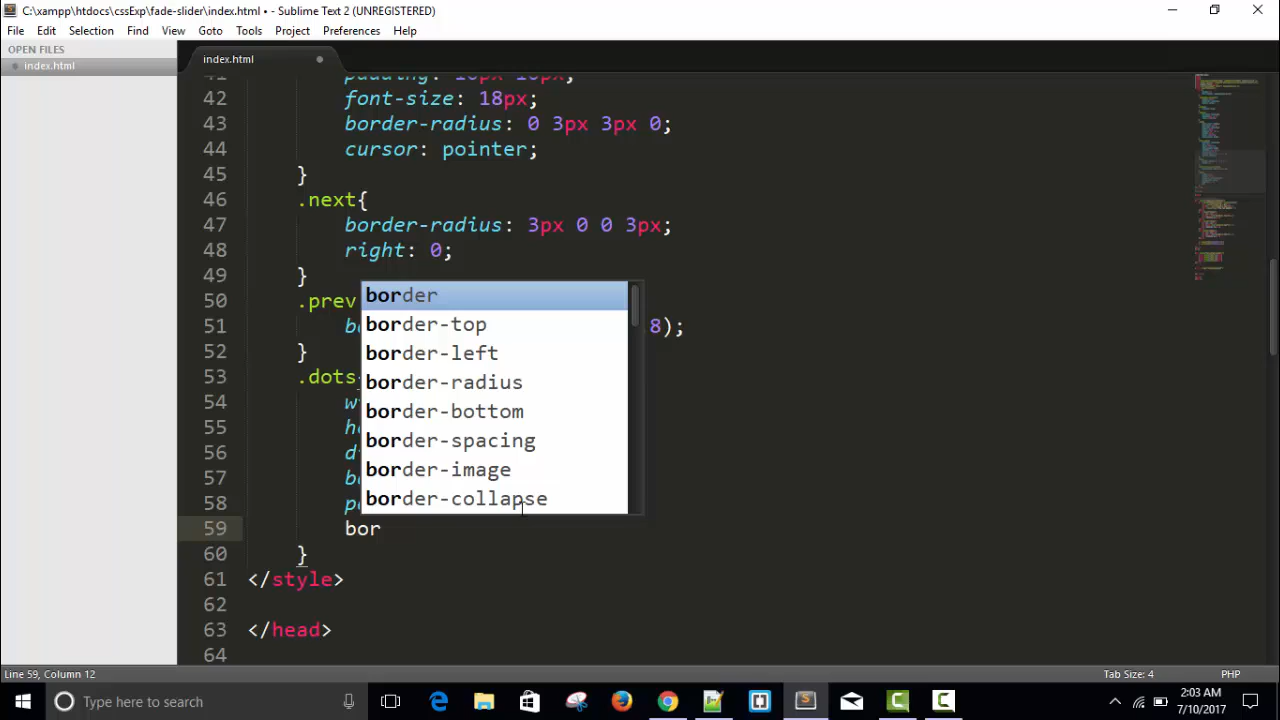 C:\xampp\htdocs\cssExp\fade-slider\index.html • - Sublime Text 2 (UNREGISTERED)
File Edit Selection Find View Goto Tools Project Preferences Help
OPEN FILES
index.html
index.html
41 padding: 16px 16px;
42 font-size: 18px;
43 border-radius: 0 3px 3px 0;
44 cursor: pointer;
45 }
46 .next{
47 border-radius: 3px 0 0 3px;
48 right: 0;
49 }
50 .prev
51 8);
52 }
53 .dots
54
55
56
57
58
59 bor
60 }
61 </style>
62
63 </head>
64
border
border-top
border-left
border-radius
border-bottom
border-spacing
border-image
border-collapse
Line 59, Column 12 Tab Size: 4 PHP
Type here to search
2:03 AM
7/10/2017